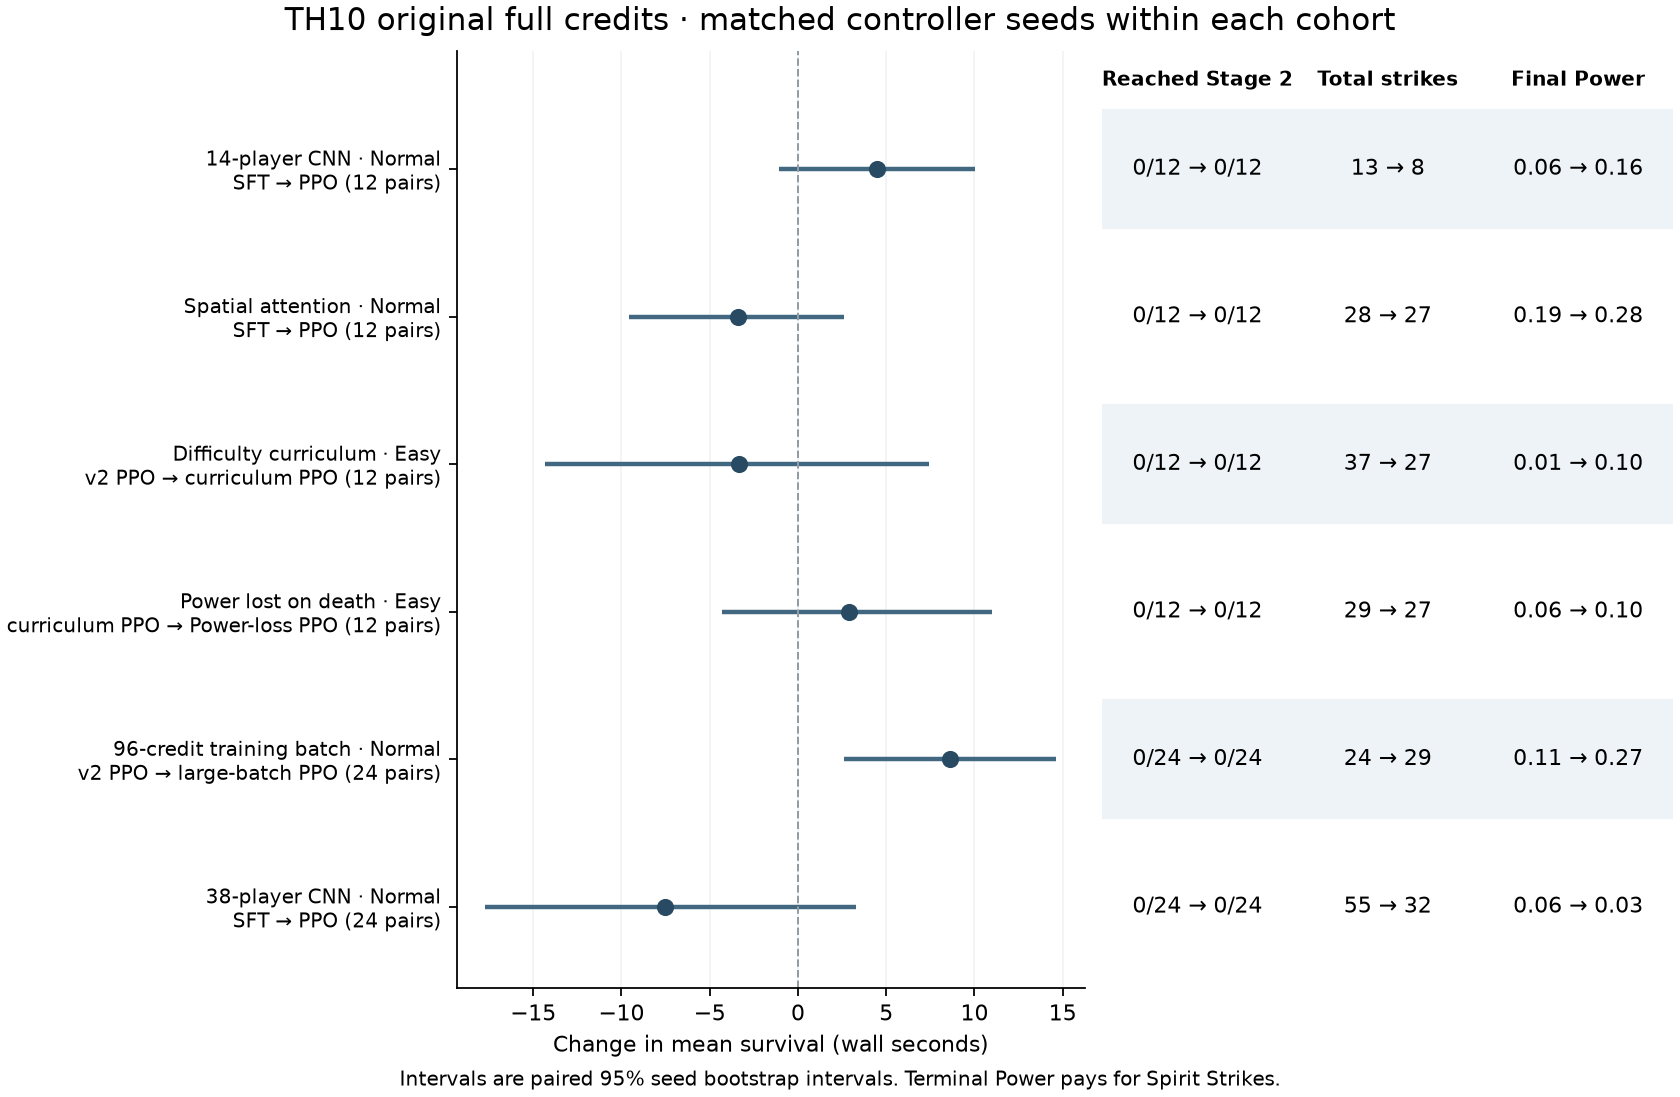 TH10 original full credits · matched controller seeds within each cohort
Reached Stage 2 Total strikes Final Power
14-player CNN · Normal
SFT → PPO (12 pairs)
0/12 → 0/12 13 → 8 0.06 → 0.16
Spatial attention · Normal
SFT → PPO (12 pairs)
0/12 → 0/12 28 → 27 0.19 → 0.28
Difficulty curriculum · Easy
v2 PPO → curriculum PPO (12 pairs)
0/12 → 0/12 37 → 27 0.01 → 0.10
Power lost on death · Easy
curriculum PPO → Power-loss PPO (12 pairs)
0/12 → 0/12 29 → 27 0.06 → 0.10
96-credit training batch · Normal
v2 PPO → large-batch PPO (24 pairs)
0/24 → 0/24 24 → 29 0.11 → 0.27
38-player CNN · Normal
SFT → PPO (24 pairs)
0/24 → 0/24 55 → 32 0.06 → 0.03
−15 −10 −5 0 5 10 15
Change in mean survival (wall seconds)
Intervals are paired 95% seed bootstrap intervals. Terminal Power pays for Spirit Strikes.